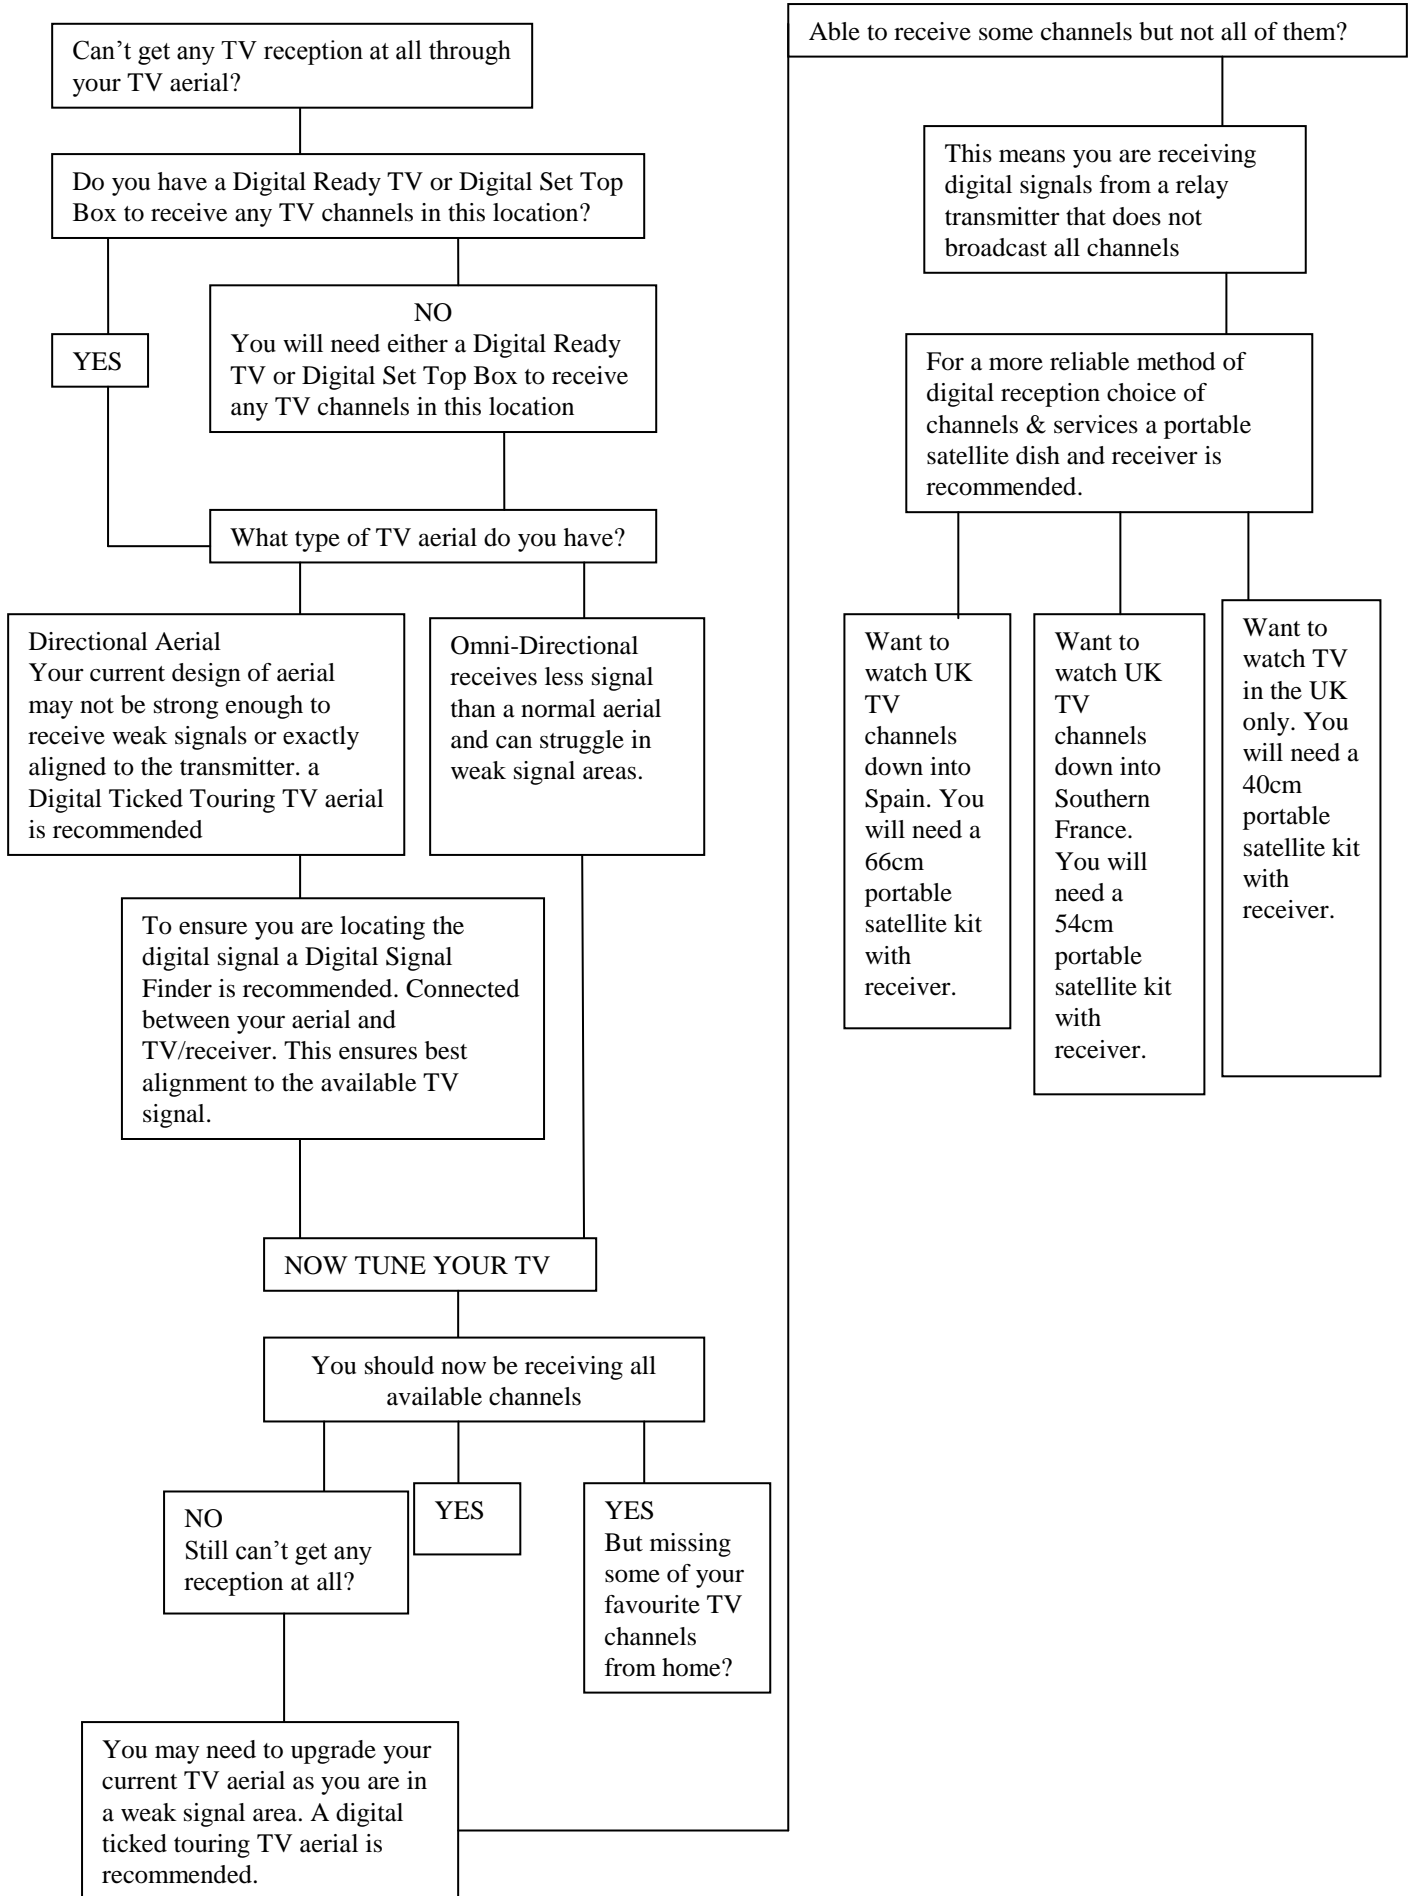 Can’t get any TV reception at all through
your TV aerial?
Do you have a Digital Ready TV or Digital Set Top
Box to receive any TV channels in this location?
YES
NO
You will need either a Digital Ready
TV or Digital Set Top Box to receive
any TV channels in this location
What type of TV aerial do you have?
Directional Aerial
Your current design of aerial
may not be strong enough to
receive weak signals or exactly
aligned to the transmitter. a
Digital Ticked Touring TV aerial
is recommended
Omni-Directional
receives less signal
than a normal aerial
and can struggle in
weak signal areas.
To ensure you are locating the
digital signal a Digital Signal
Finder is recommended. Connected
between your aerial and
TV/receiver. This ensures best
alignment to the available TV
signal.
NOW TUNE YOUR TV
You should now be receiving all
available channels
NO
Still can’t get any
reception at all?
YES
YES
But missing
some of your
favourite TV
channels
from home?
You may need to upgrade your
current TV aerial as you are in
a weak signal area. A digital
ticked touring TV aerial is
recommended.
Able to receive some channels but not all of them?
This means you are receiving
digital signals from a relay
transmitter that does not
broadcast all channels
For a more reliable method of
digital reception choice of
channels & services a portable
satellite dish and receiver is
recommended.
Want to
watch UK
TV
channels
down into
Spain. You
will need a
66cm
portable
satellite kit
with
receiver.
Want to
watch UK
TV
channels
down into
Southern
France.
You will
need a
54cm
portable
satellite kit
with
receiver.
Want to
watch TV
in the UK
only. You
will need a
40cm
portable
satellite kit
with
receiver.